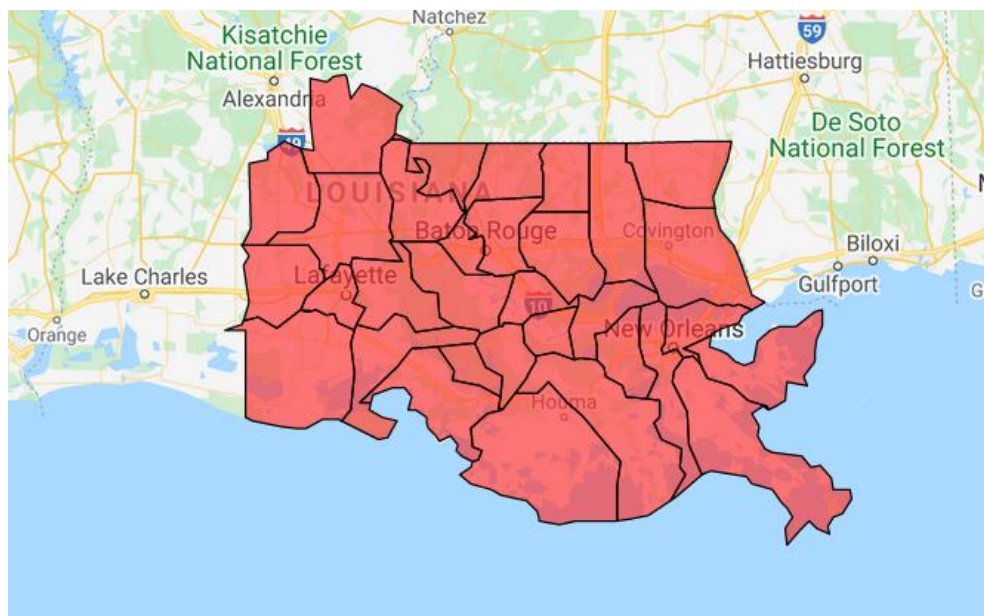 Natchez
59
Kisatchie
National Forest
Hattiesburg
Alexandria
De Soto
National Forest
49
LOUISIANA
Baton Rouge
Covington
Biloxi
Lake Charles
Lafayette
Gulfport
G
10
Orange
New Orleans
Houma